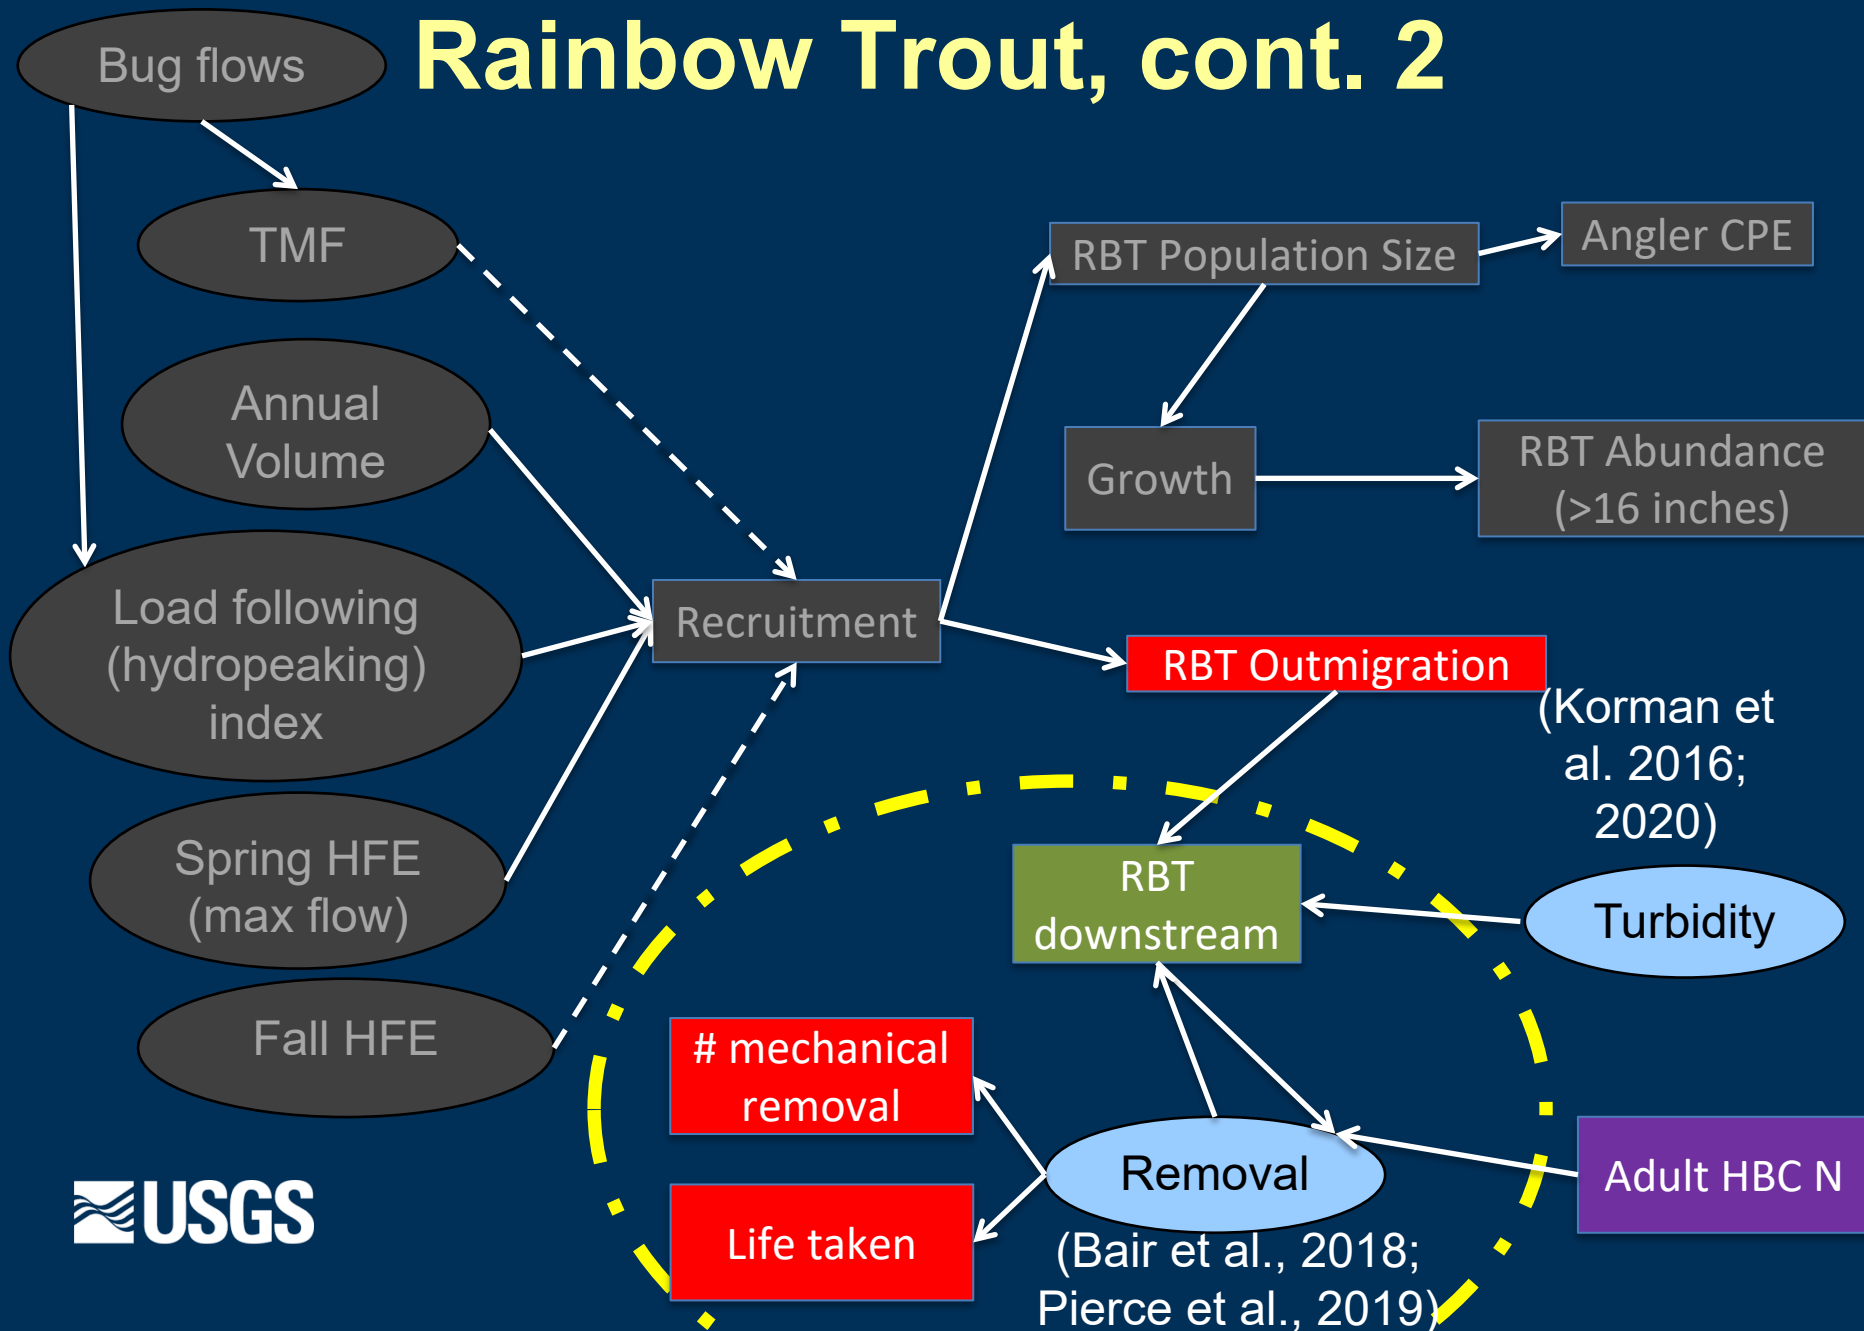 Rainbow Trout, cont. 2
Bug flows
TMF
Annual
Volume
Load following
(hydropeaking)
index
Spring HFE
(max flow)
Fall HFE
Recruitment
RBT Population Size
Angler CPE
Growth
RBT Abundance
(>16 inches)
RBT Outmigration
(Korman et
al. 2016;
2020)
RBT
downstream
Turbidity
# mechanical
removal
Life taken
Removal
(Bair et al., 2018;
Pierce et al., 2019)
Adult HBC N
USGS